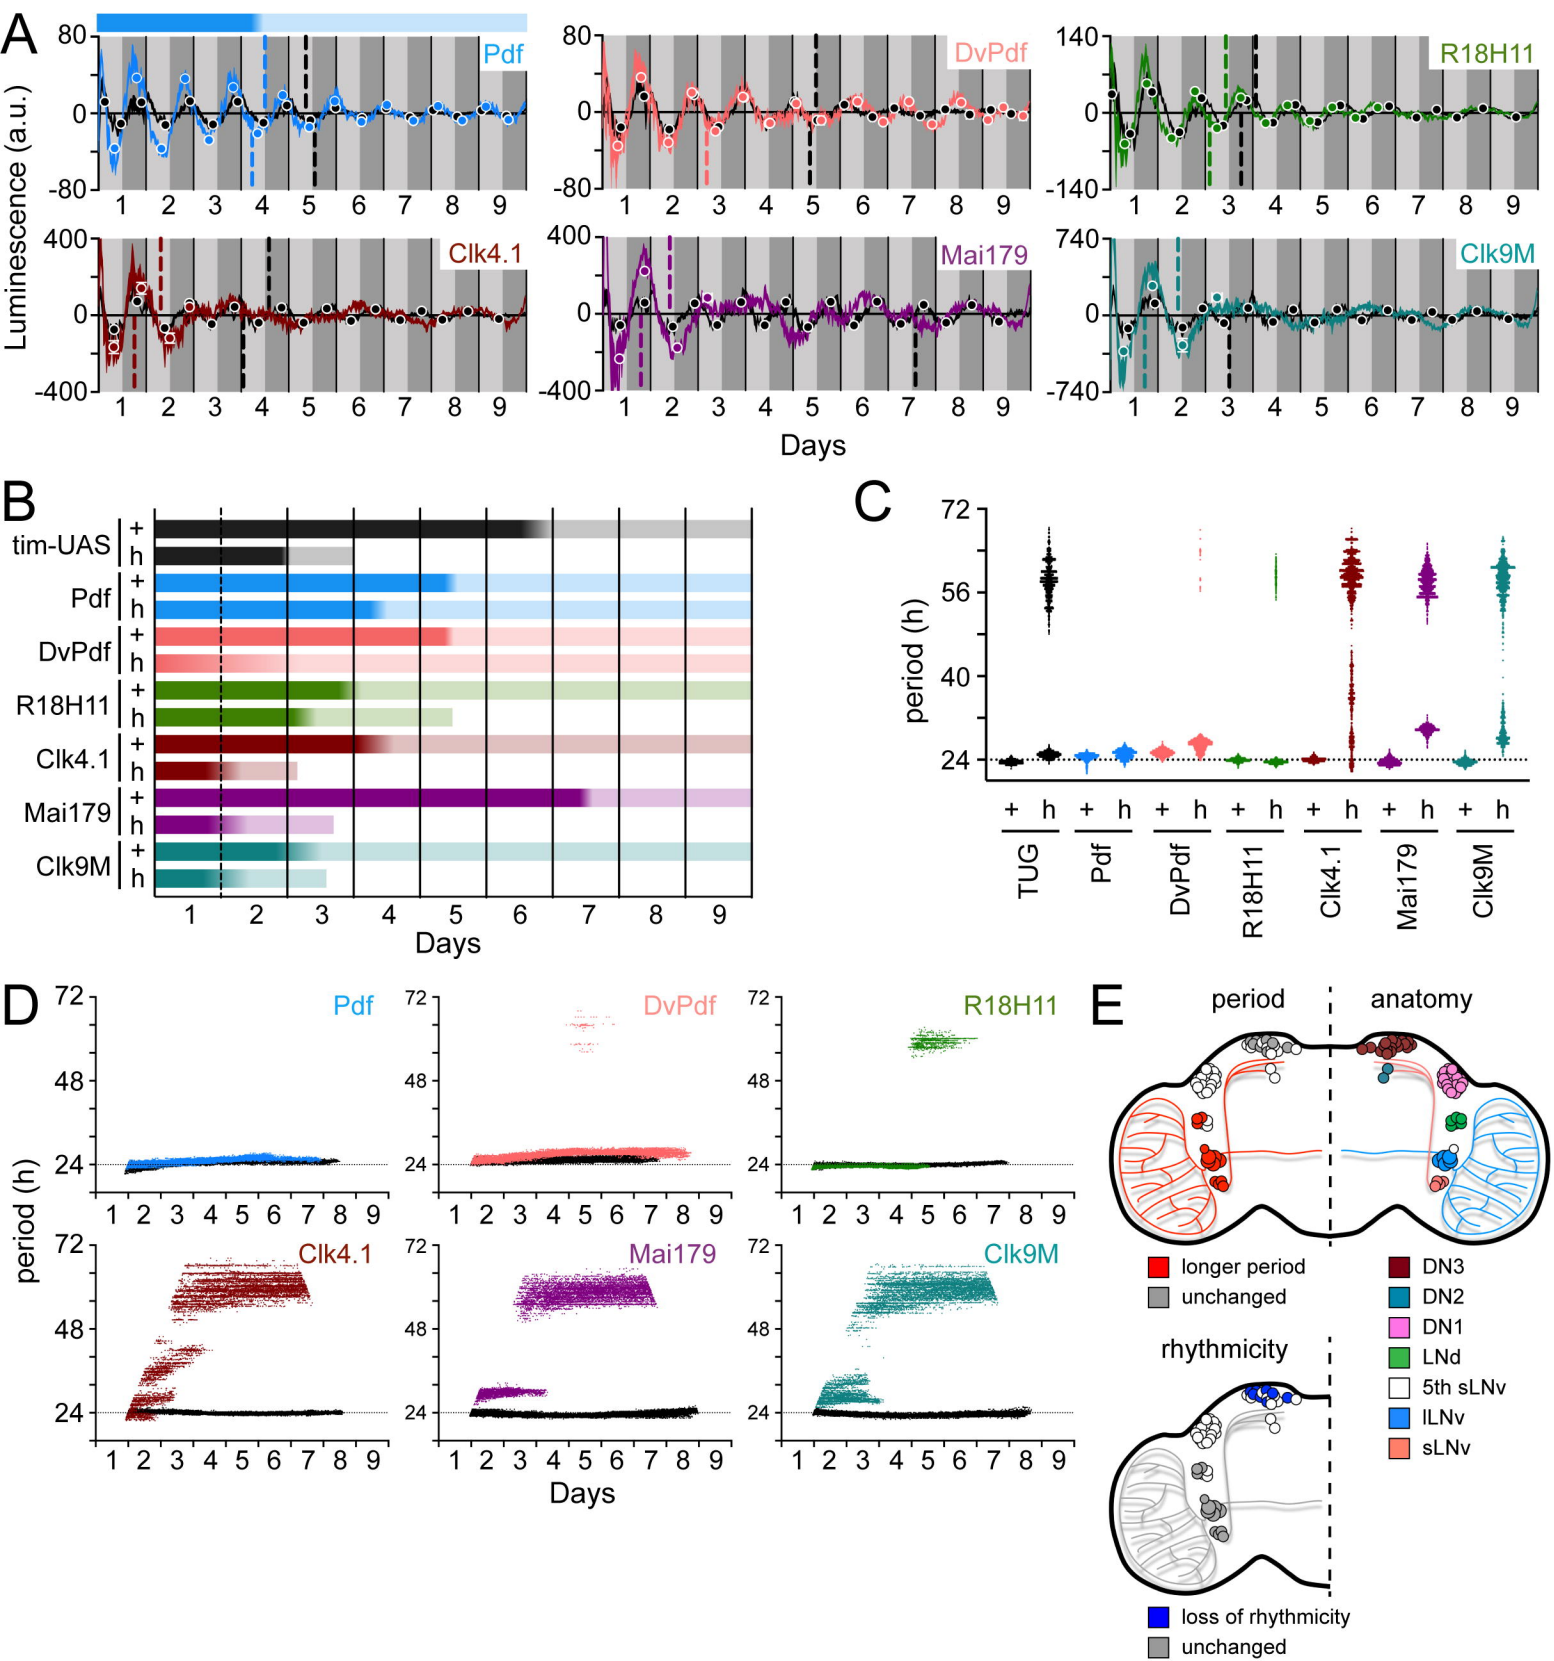 A
Luminescence (a.u.)
80
0
-80
Pdf
1 2 3 4 5 6 7 8 9
80
0
-80
DvPdf
1 2 3 4 5 6 7 8 9
140
0
-140
R18H11
1 2 3 4 5 6 7 8 9
400
0
-400
Clk4.1
1 2 3 4 5 6 7 8 9
400
0
-400
Mai179
1 2 3 4 5 6 7 8 9
740
0
-740
Clk9M
1 2 3 4 5 6 7 8 9
Days
B
tim-UAS + h
Pdf + h
DvPdf + h
R18H11 + h
Clk4.1 + h
Mai179 + h
Clk9M + h
1 2 3 4 5 6 7 8 9
Days
C
period (h)
72
56
40
24
+ h + h + h + h + h + h + h
TUG Pdf DvPdf R18H11 Clk4.1 Mai179 Clk9M
D
period (h)
72
48
24
Pdf
1 2 3 4 5 6 7 8 9
72
48
24
DvPdf
1 2 3 4 5 6 7 8 9
72
48
24
R18H11
1 2 3 4 5 6 7 8 9
72
48
24
Clk4.1
1 2 3 4 5 6 7 8 9
72
48
24
Mai179
1 2 3 4 5 6 7 8 9
72
48
24
Clk9M
1 2 3 4 5 6 7 8 9
Days
E
period
anatomy
longer period
unchanged
DN3
DN2
DN1
LNd
5th sLNv
lLNv
sLNv
rhythmicity
loss of rhythmicity
unchanged